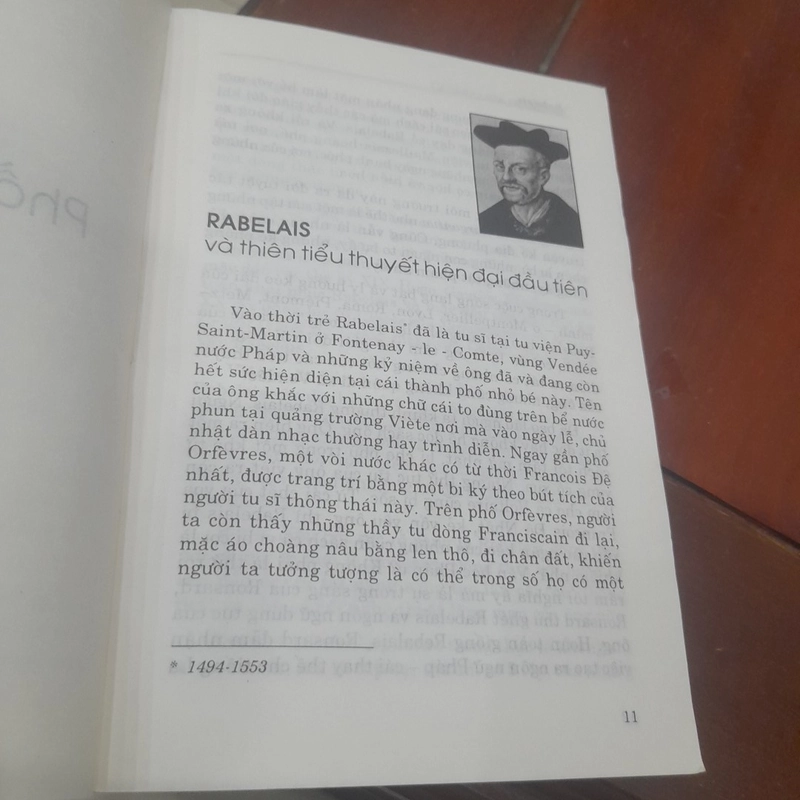 RABELAIS
và thiên tiểu thuyết hiện đại đầu tiên
Vào thời trẻ Rabelais* đã là tu sĩ tại tu viện Puy-
Saint-Martin ở Fontenay - le - Comte, vùng Vendée
nước Pháp và những kỷ niệm về ông đã và đang còn
hết sức hiện diện tại cái thành phố nhỏ bé này. Tên
của ông khắc với những chữ cái to dùng trên bể nước
phun tại quảng trường Viète nơi mà vào ngày lễ, chủ
nhật dàn nhạc thường hay trình diễn. Ngay gần phố
Orfèvres, một vòi nước khác có từ thời Francois Đệ
nhất, được trang trí bằng một bi ký theo bút tích của
người tu sĩ thông thái này. Trên phố Orfèvres, người
ta còn thấy những thầy tu dòng Franciscain đi lại,
mặc áo choàng nâu bằng len thô, đi chân đất, khiến
người ta tưởng tượng là có thể trong số họ có một
* 1494-1553
11